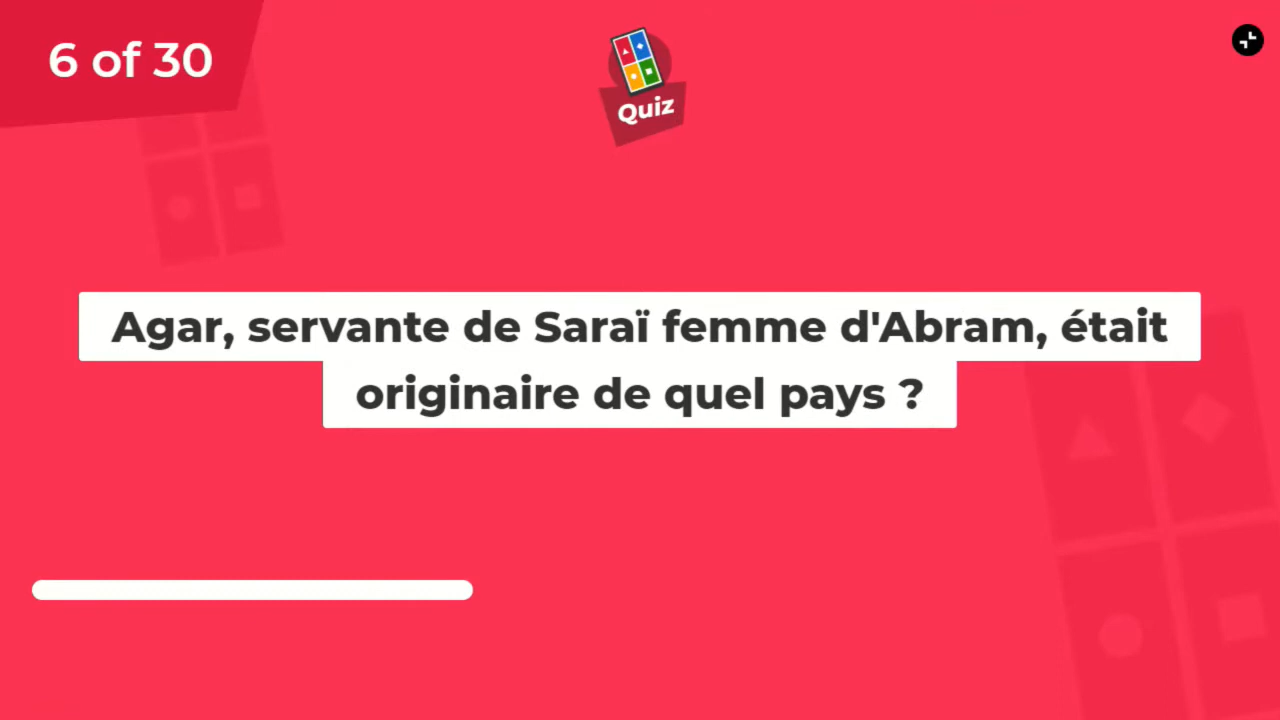 6 of 30
Quiz
Agar, servante de Saraï femme d'Abram, était
originaire de quel pays ?